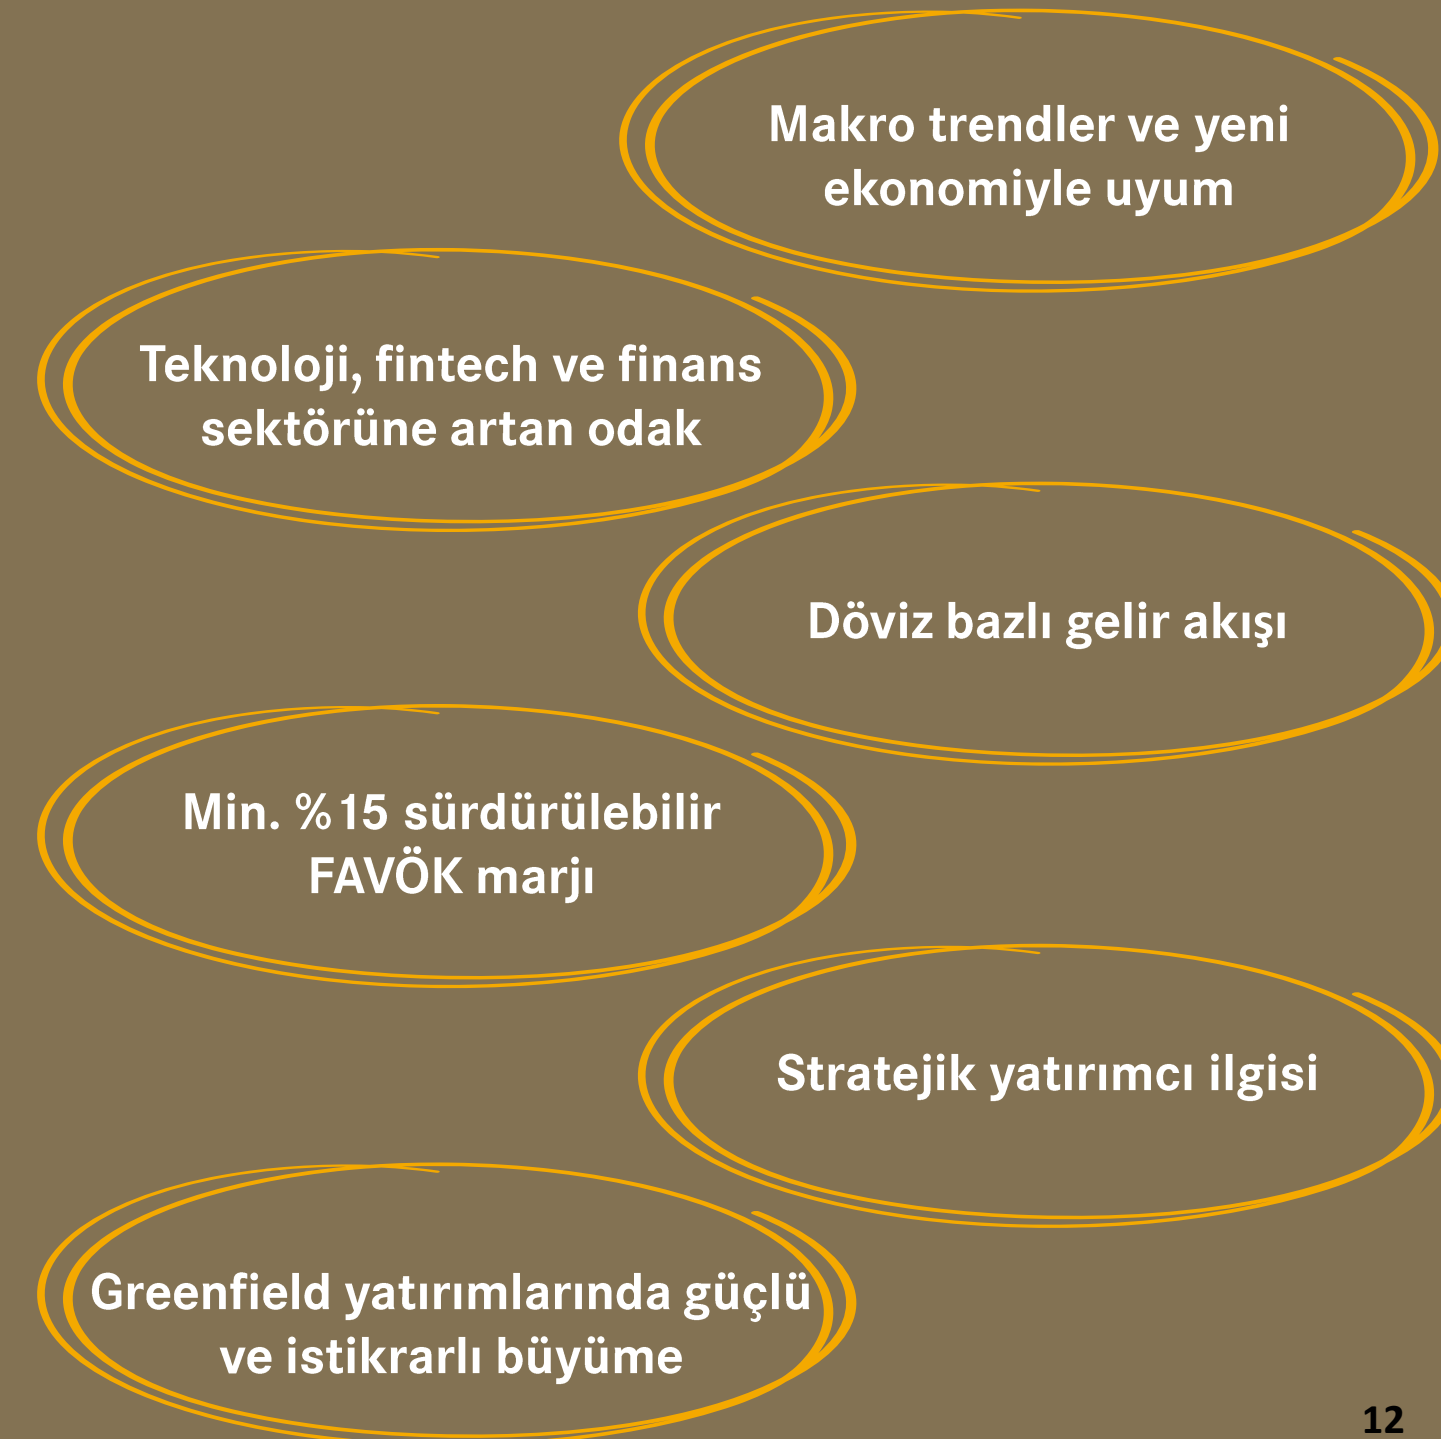 Makro trendler ve yeni
ekonomiyle uyum
Teknoloji, fintech ve finans
sektörüne artan odak
Döviz bazlı gelir akışı
Min. %15 sürdürülebilir
FAVÖK marjı
Stratejik yatırımcı ilgisi
Greenfield yatırımlarında güçlü
ve istikrarlı büyüme
12